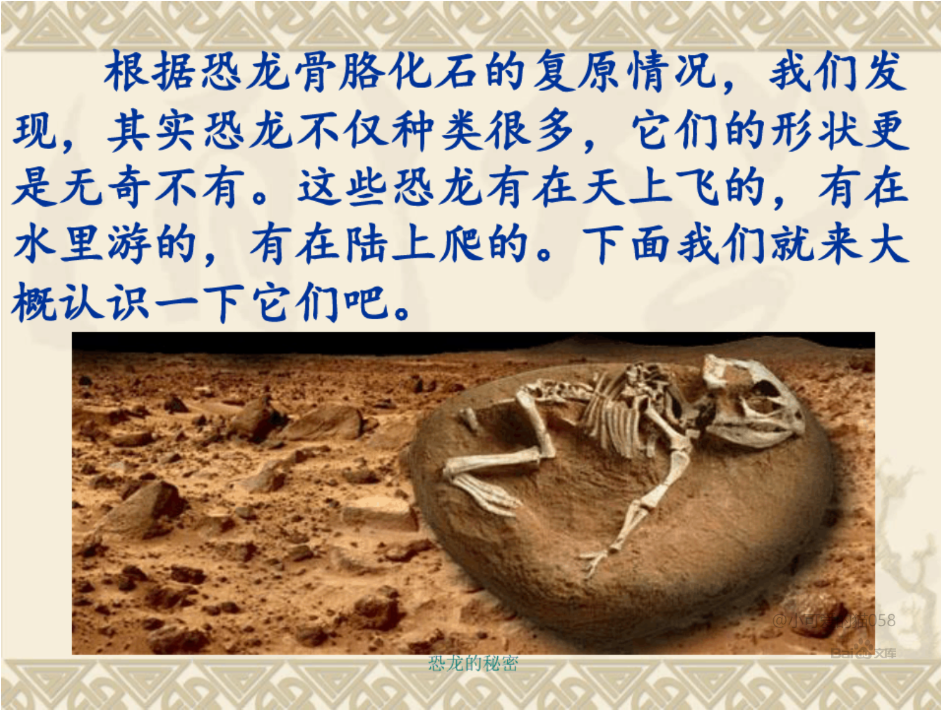 根据恐龙骨胳化石的复原情况，我们发
现，其实恐龙不仅种类很多，它们的形状更
是无奇不有。这些恐龙有在天上飞的，有在
水里游的，有在陆上爬的。下面我们就来大
概认识一下它们吧。
恐龙的秘密